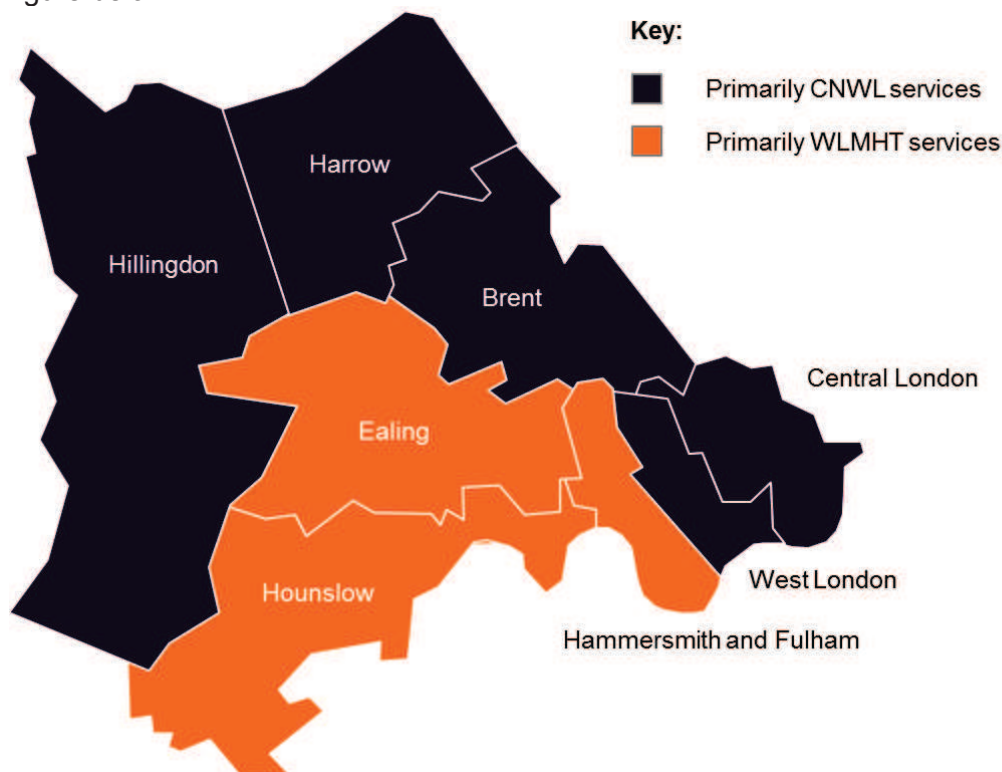 Key:
Primarily CNWL services
Primarily WLMHT services
Harrow
Hillingdon
Brent
Central London
Ealing
West London
Hounslow
Hammersmith and Fulham